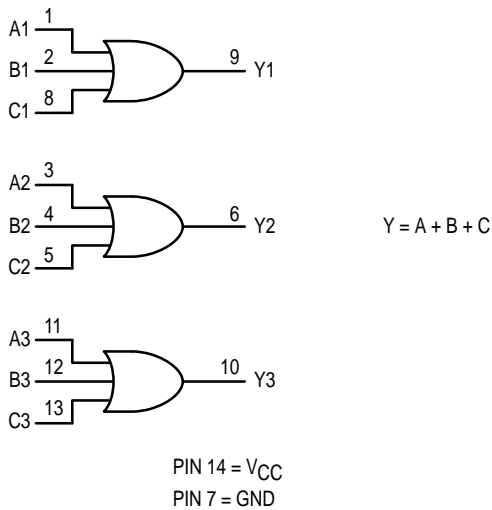 A1 1
B1 2
C1 8
9 Y1
A2 3
B2 4
C2 5
6 Y2
Y = A + B + C
A3 11
B3 12
C3 13
10 Y3
PIN 14 = VCC
PIN 7 = GND